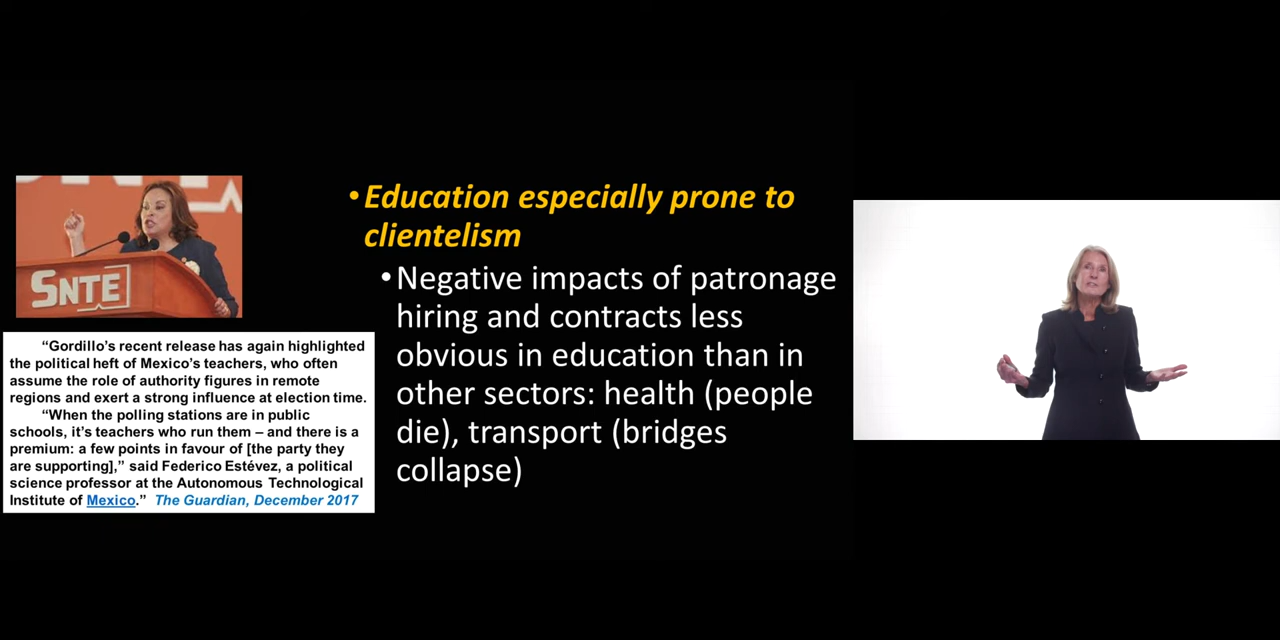 SNTE
“Gordillo’s recent release has again highlighted
the political heft of Mexico’s teachers, who often
assume the role of authority figures in remote
regions and exert a strong influence at election time.
“When the polling stations are in public
schools, it’s teachers who run them – and there is a
premium: a few points in favour of [the party they
are supporting],” said Federico Estévez, a political
science professor at the Autonomous Technological
Institute of Mexico.” The Guardian, December 2017
• Education especially prone to
clientelism
• Negative impacts of patronage
hiring and contracts less
obvious in education than in
other sectors: health (people
die), transport (bridges
collapse)